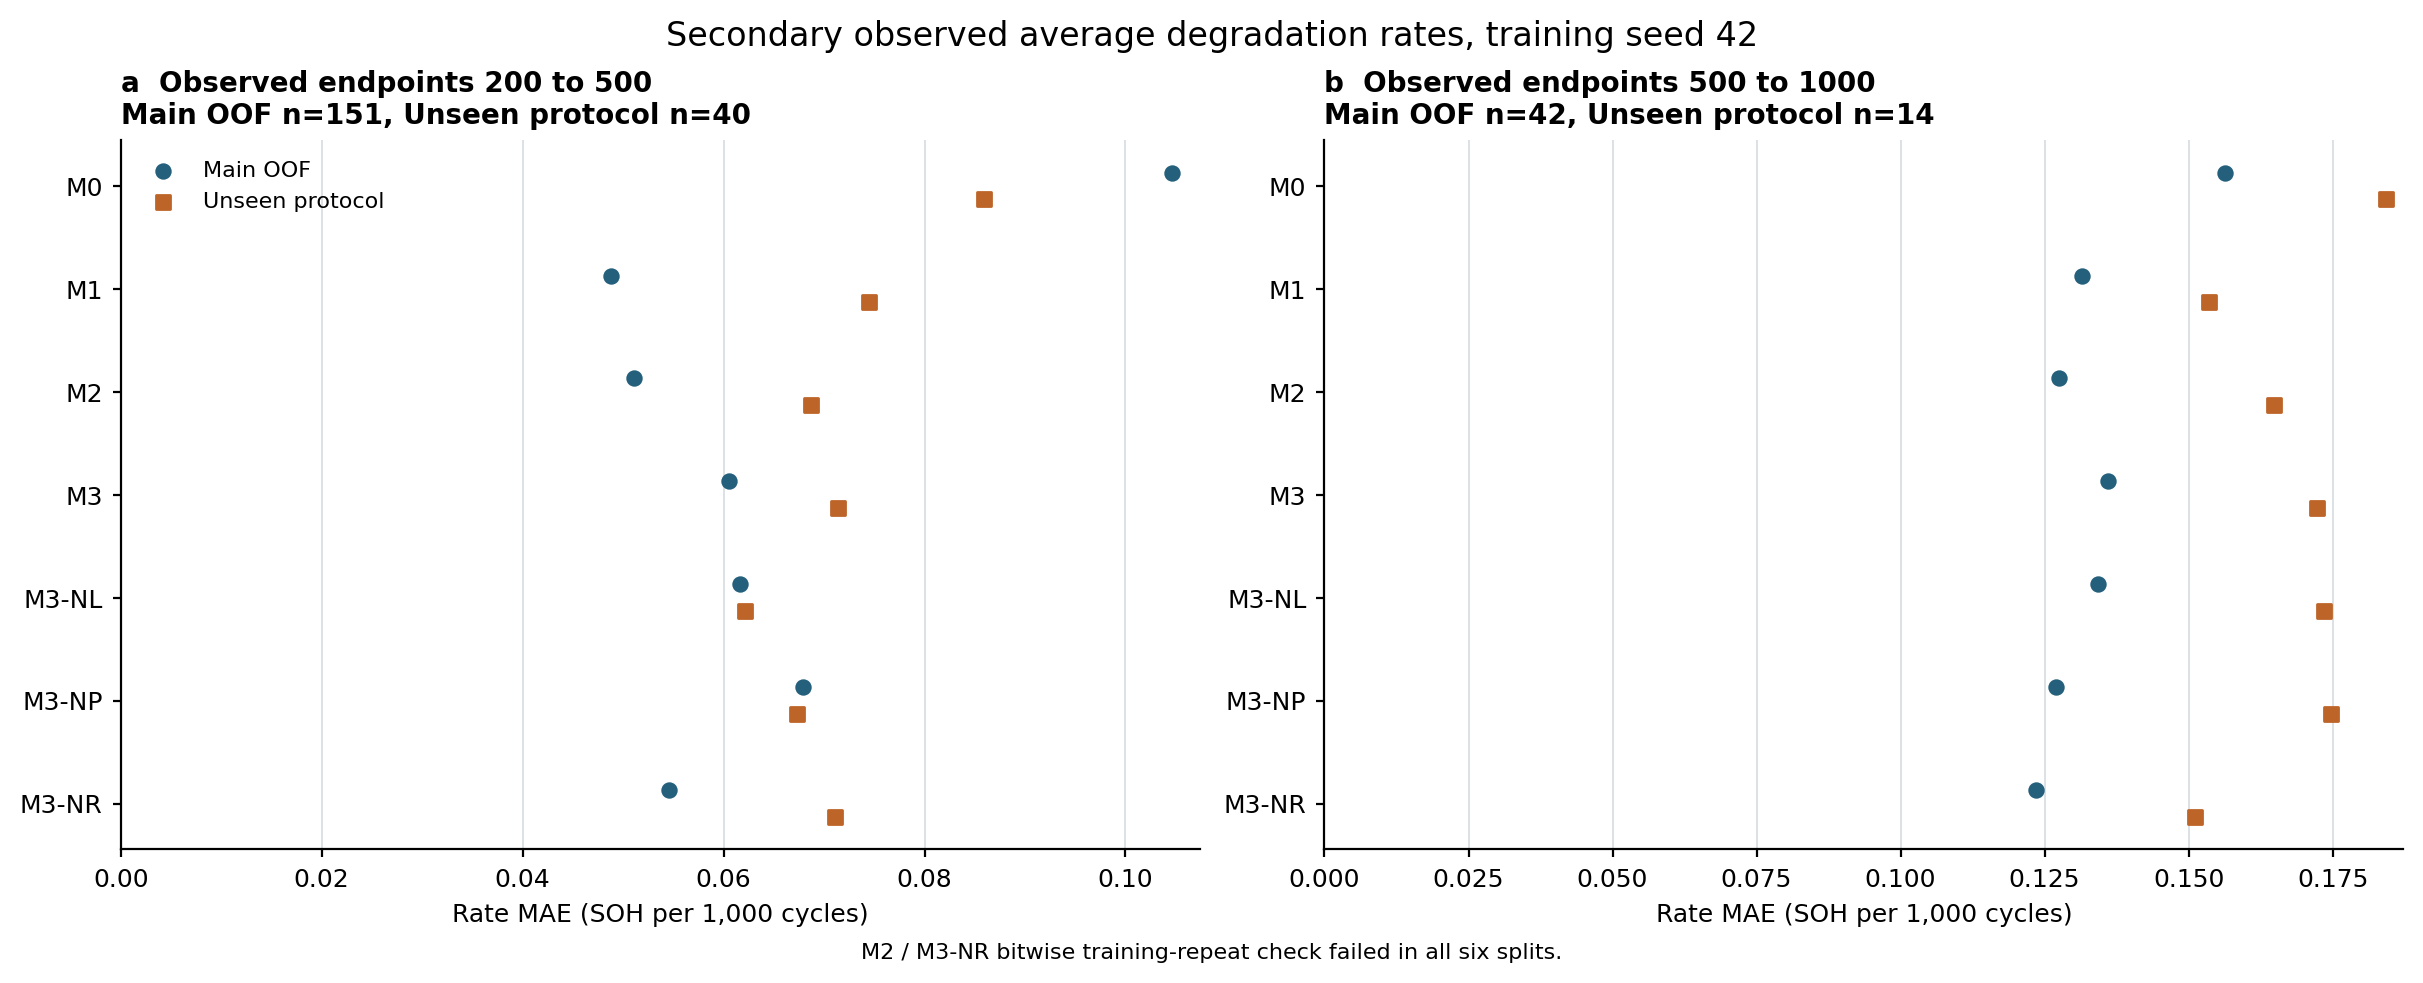 Secondary observed average degradation rates, training seed 42
a  Observed endpoints 200 to 500
Main OOF n=151, Unseen protocol n=40
Main OOF
Unseen protocol
M0
M1
M2
M3
M3-NL
M3-NP
M3-NR
0.00 0.02 0.04 0.06 0.08 0.10
Rate MAE (SOH per 1,000 cycles)
b  Observed endpoints 500 to 1000
Main OOF n=42, Unseen protocol n=14
M0
M1
M2
M3
M3-NL
M3-NP
M3-NR
0.000 0.025 0.050 0.075 0.100 0.125 0.150 0.175
Rate MAE (SOH per 1,000 cycles)
M2 / M3-NR bitwise training-repeat check failed in all six splits.